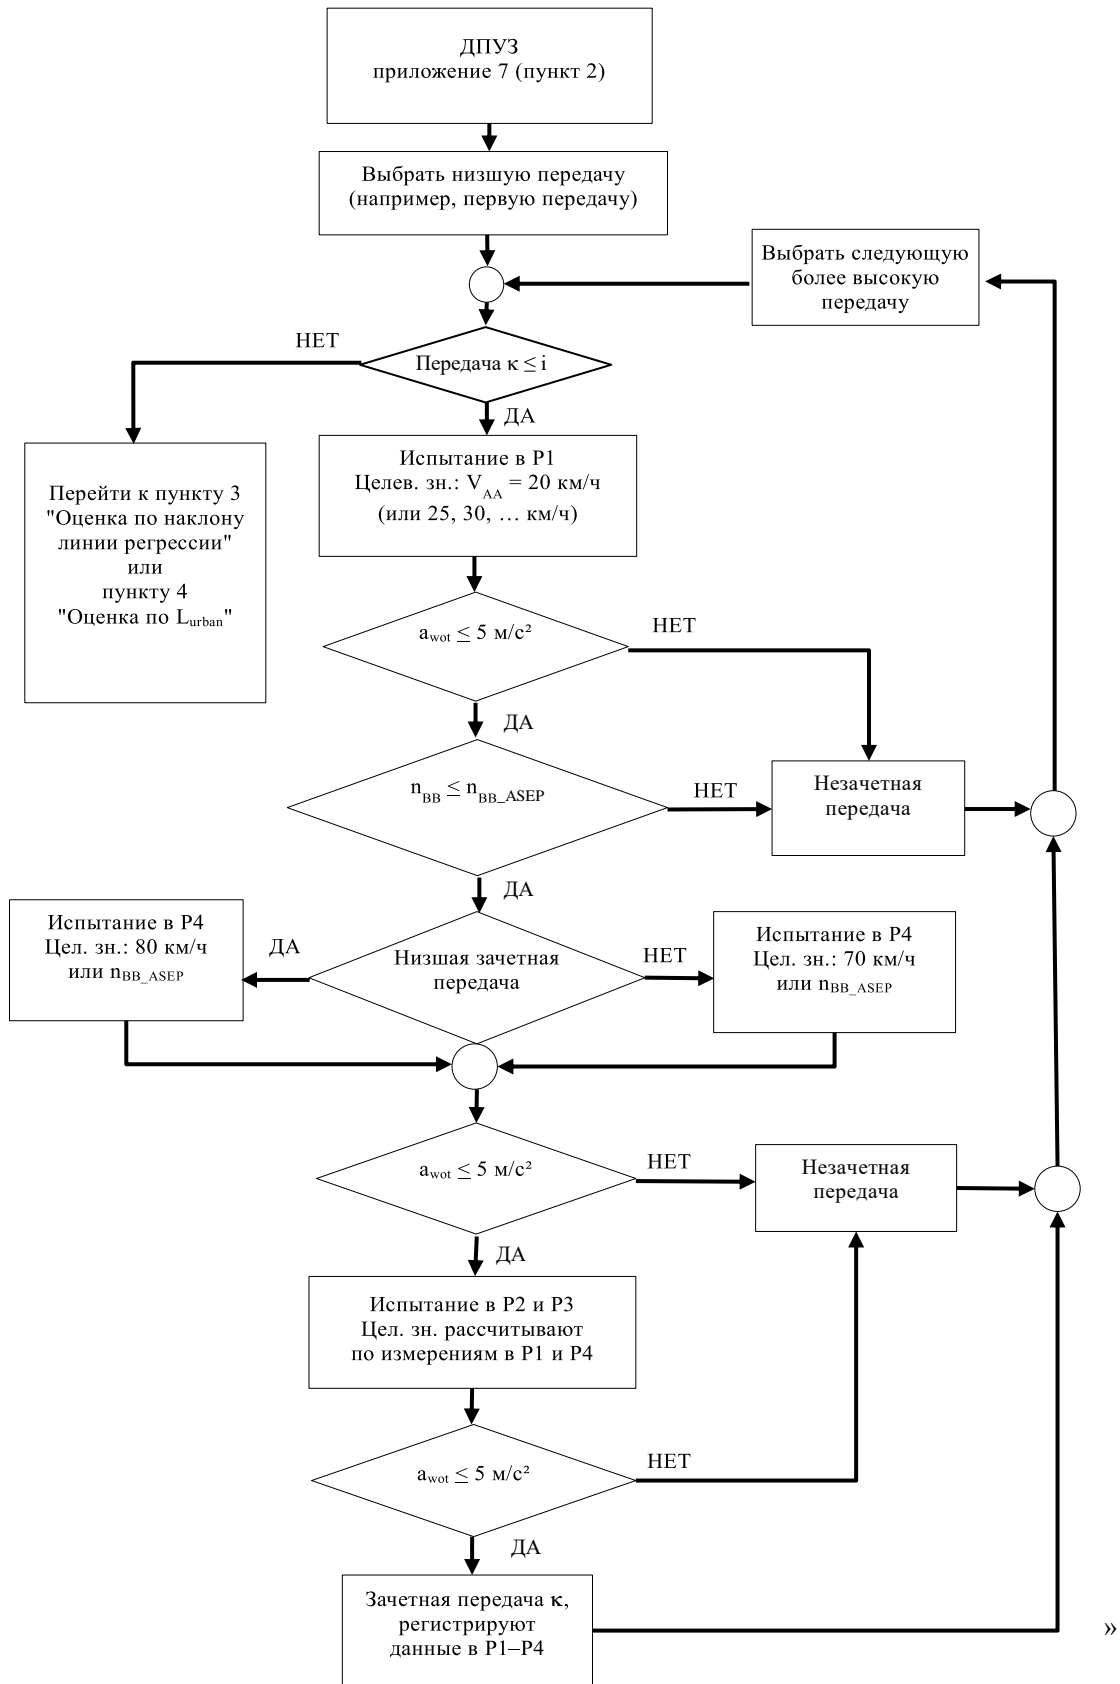 ДПУЗ
приложение 7 (пункт 2)
Выбрать низшую передачу
(например, первую передачу)
Выбрать следующую
более высокую
передачу
НЕТ
Передача κ ≤ i
ДА
Перейти к пункту 3
"Оценка по наклону
линии регрессии"
или
пункту 4
"Оценка по Lurban"
Испытание в P1
Целев. зн.: VAA = 20 км/ч
(или 25, 30, … км/ч)
awot ≤ 5 м/с²
НЕТ
ДА
nBB ≤ nBB_ASEP
НЕТ
Незачетная
передача
ДА
Испытание в P4
Цел. зн.: 80 км/ч
или nBB_ASEP
ДА
Низшая зачетная
передача
НЕТ
Испытание в P4
Цел. зн.: 70 км/ч
или nBB_ASEP
awot ≤ 5 м/с²
НЕТ
Незачетная
передача
ДА
Испытание в P2 и P3
Цел. зн. рассчитывают
по измерениям в P1 и P4
awot ≤ 5 м/с²
НЕТ
ДА
Зачетная передача κ,
регистрируют
данные в P1–P4
»